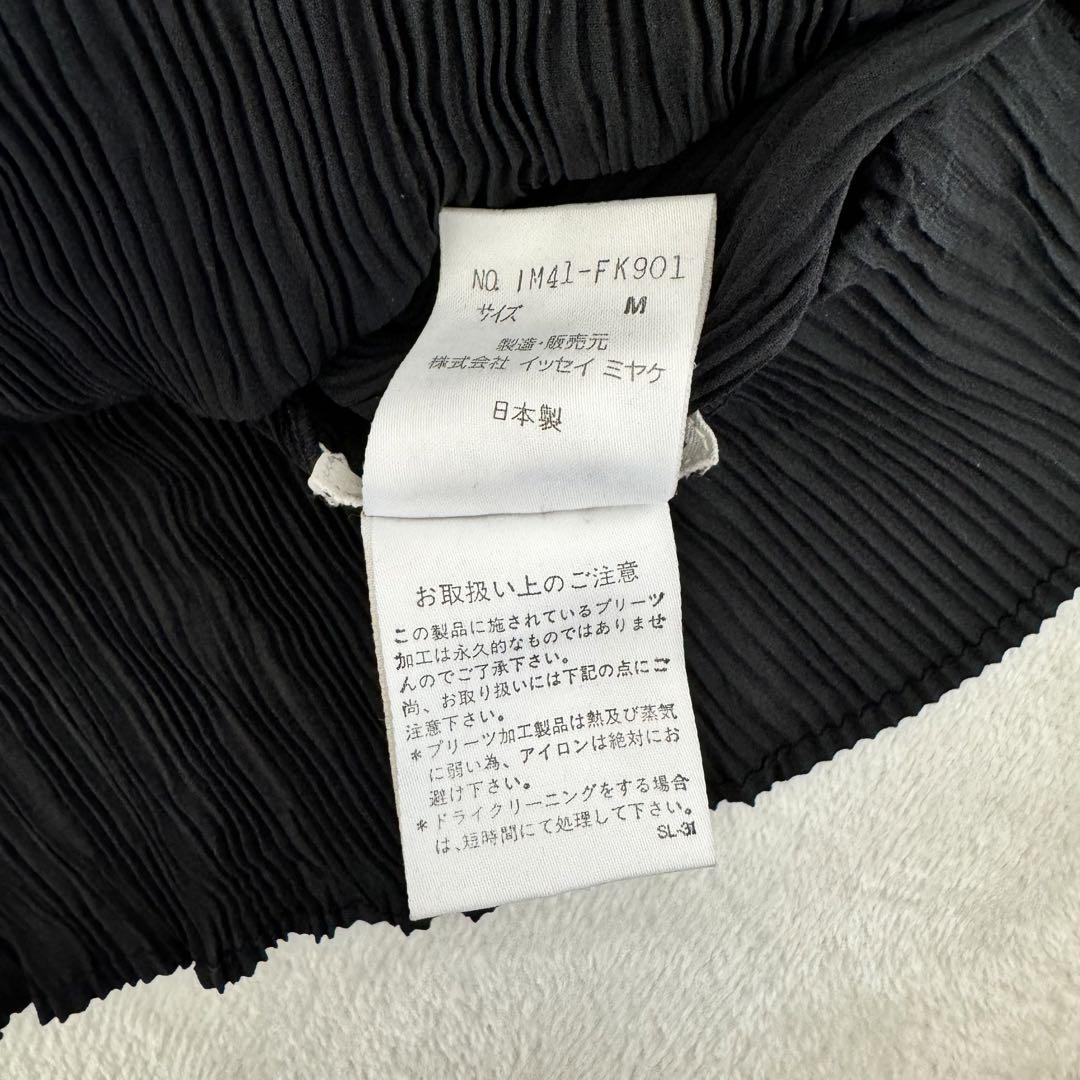 NO. IM41-FK901
サイズ M
製造・販売元
株式会社 イッセイ ミヤケ
日本製
お取扱い上のご注意
この製品に施されているプリーツ
加工は永久的なものではありませ
んのでご了承下さい。
尚、お取り扱いには下記の点にご
注意下さい。
*プリーツ加工製品は熱及び蒸気
に弱い為、アイロンは絶対にお
避け下さい。
*ドライクリーニングをする場合
は、短時間にて処理して下さい。
SL-31